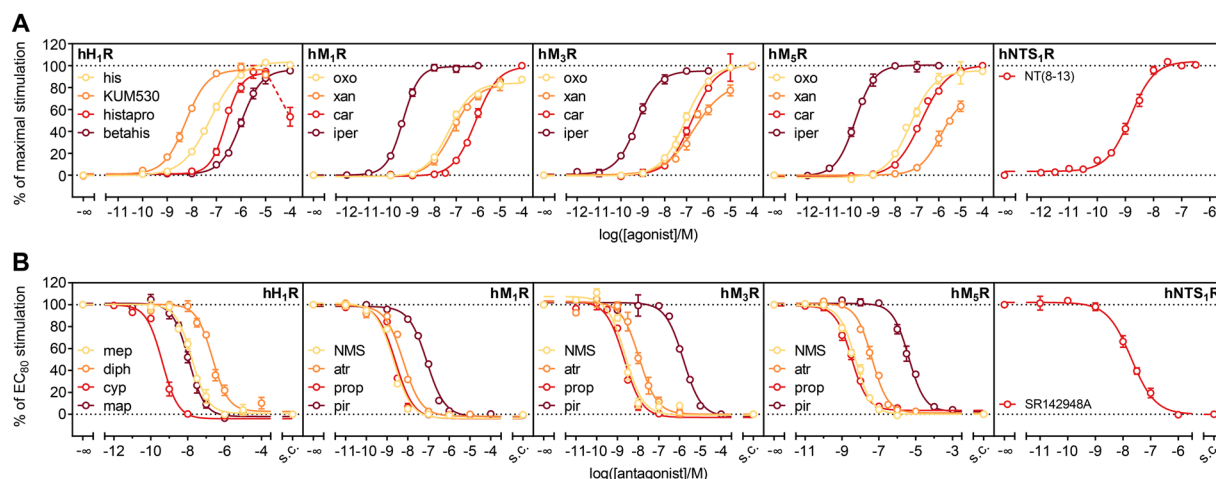 A
% of maximal stimulation
120
100
80
60
40
20
0
hH1R
his
KUM530
histapro
betahis
-∞ -11 -10 -9 -8 -7 -6 -5 -4
hM1R
oxo
xan
car
iper
-∞ -12 -11 -10 -9 -8 -7 -6 -5 -4
hM3R
oxo
xan
car
iper
-∞ -12 -11 -10 -9 -8 -7 -6 -5 -4
hM5R
oxo
xan
car
iper
-∞ -12 -11 -10 -9 -8 -7 -6 -5 -4
hNTS1R
NT(8-13)
-∞ -12 -11 -10 -9 -8 -7 -6
log([agonist]/M)
B
% of EC80 stimulation
120
100
80
60
40
20
0
hH1R
mep
diph
cyp
map
-∞ -12 -10 -8 -6 -4 s.c.
hM1R
NMS
atr
prop
pir
-∞ -11 -10 -9 -8 -7 -6 -5 -4 s.c.
hM3R
NMS
atr
prop
pir
-∞ -11 -10 -9 -8 -7 -6 -5 -4 s.c.
hM5R
NMS
atr
prop
pir
-∞ -11 -9 -7 -5 -3 s.c.
hNTS1R
SR142948A
-∞ -11 -10 -9 -8 -7 -6 s.c.
log([antagonist]/M)